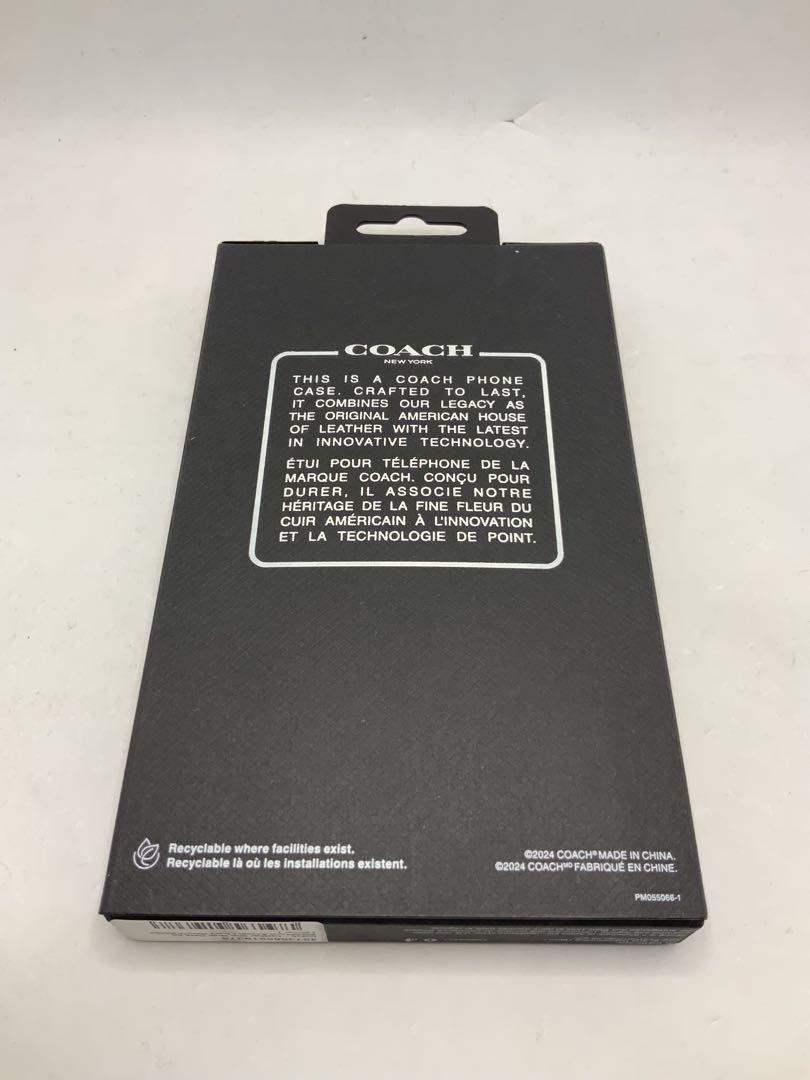 COACH
NEW YORK
THIS IS A COACH PHONE
CASE. CRAFTED TO LAST,
IT COMBINES OUR LEGACY AS
THE ORIGINAL AMERICAN HOUSE
OF LEATHER WITH THE LATEST
IN INNOVATIVE TECHNOLOGY.
ÉTUI POUR TÉLÉPHONE DE LA
MARQUE COACH. CONÇU POUR
DURER, IL ASSOCIE NOTRE
HÉRITAGE DE LA FINE FLEUR DU
CUIR AMÉRICAIN À L'INNOVATION
ET LA TECHNOLOGIE DE POINT.
Recyclable where facilities exist.
Recyclable là où les installations existent.
©2024 COACH® MADE IN CHINA.
©2024 COACHᴹᴰ FABRIQUÉ EN CHINE.
PM055066-1